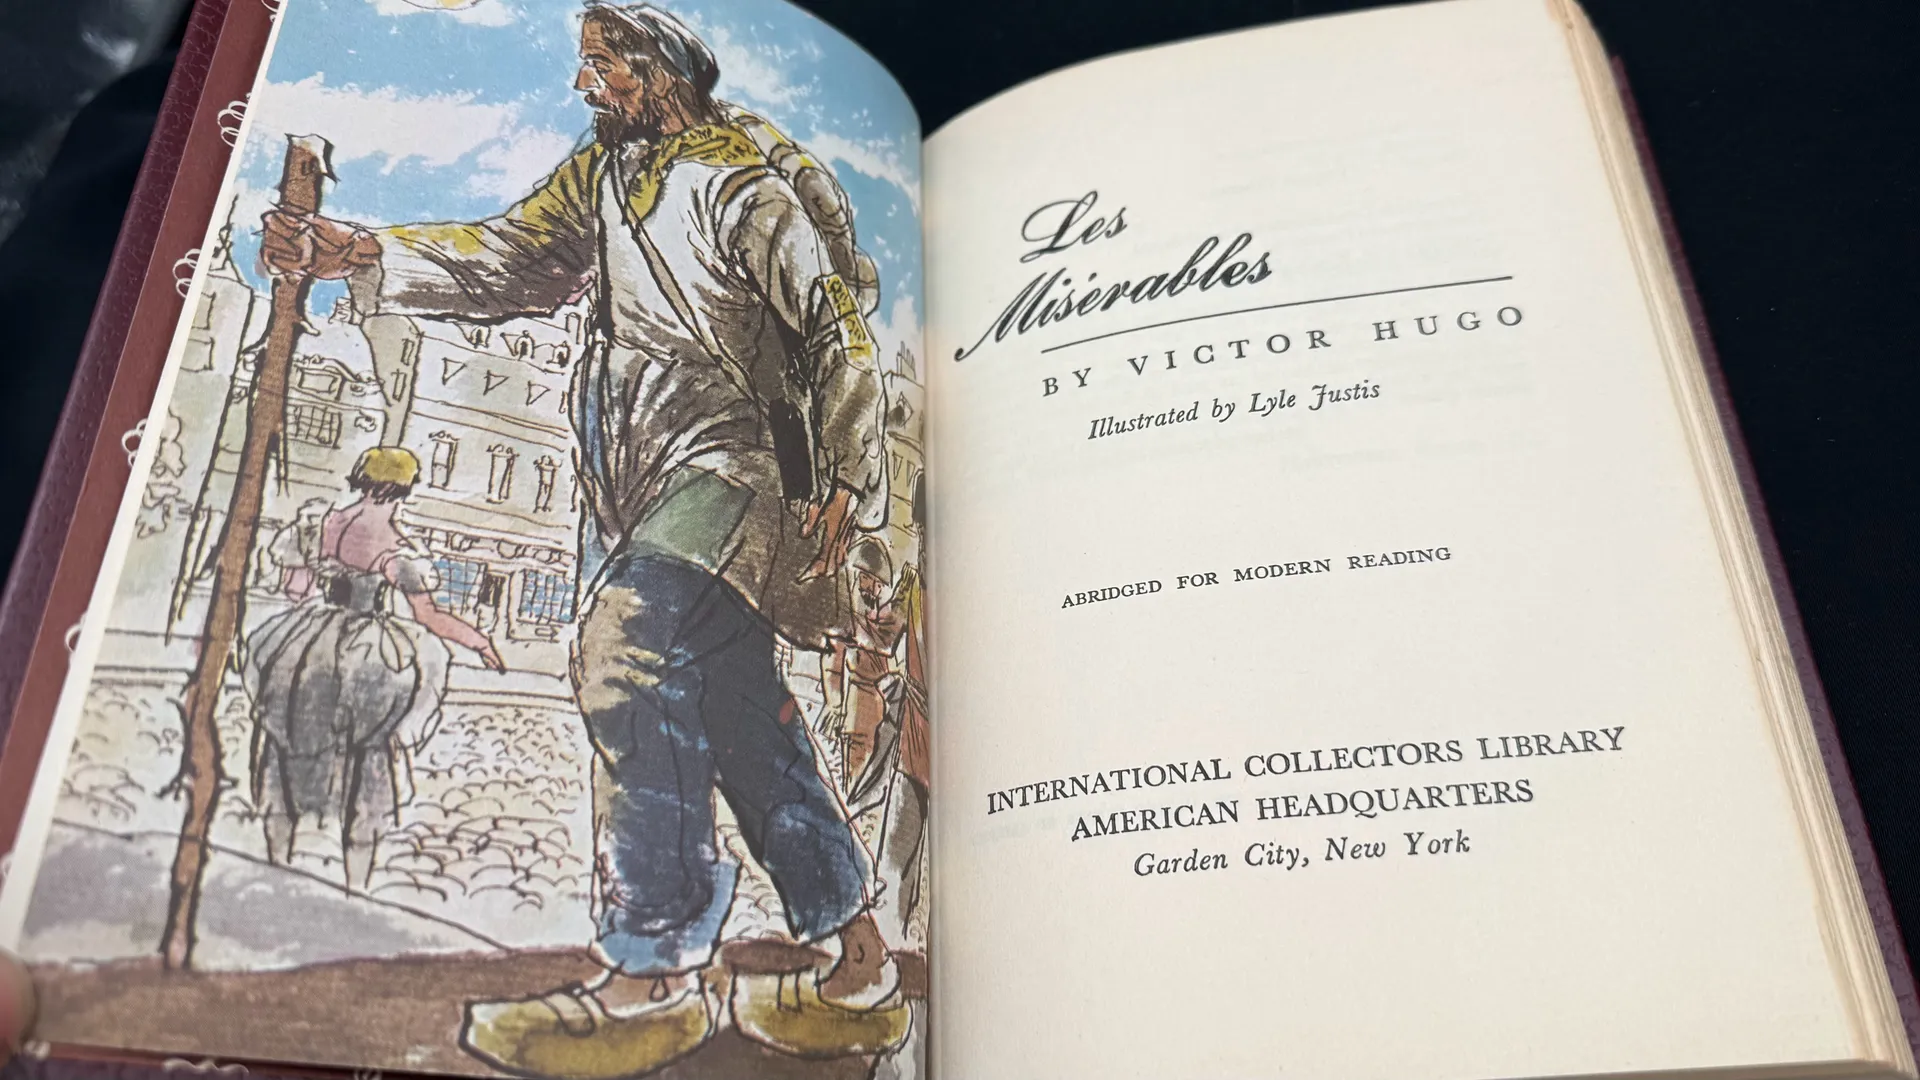 Les
Misérables
BY VICTOR HUGO
Illustrated by Lyle Justis
ABRIDGED FOR MODERN READING
INTERNATIONAL COLLECTORS LIBRARY
AMERICAN HEADQUARTERS
Garden City, New York